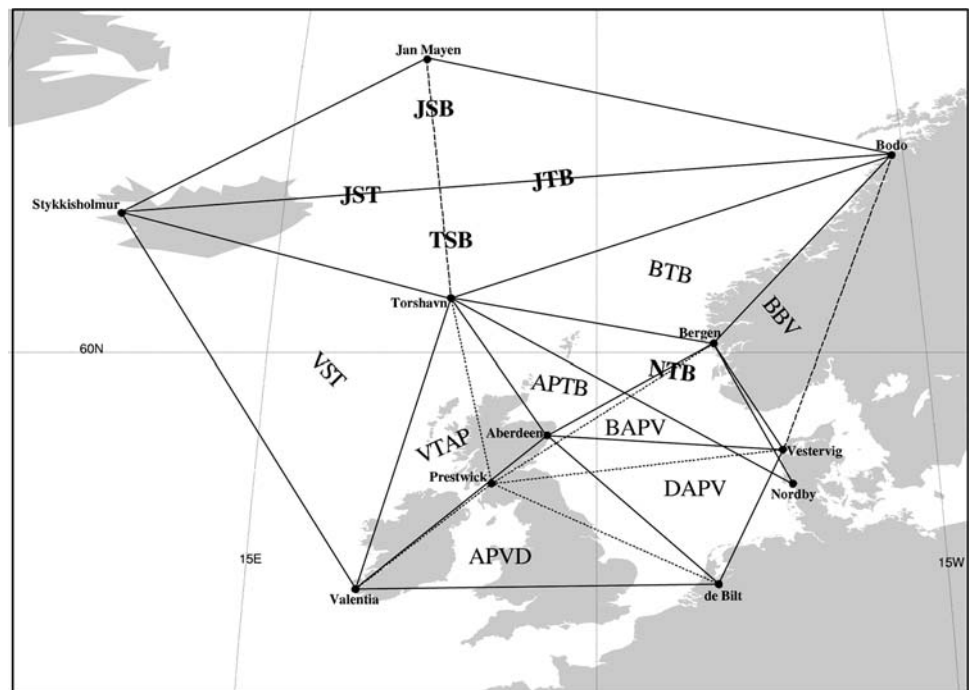 Jan Mayen
JSB
Bodo
JST
JTB
Stykkisholmur
TSB
BTB
Torshavn
BBV
Bergen
60N
VST
NTB
APTB
BAPV
Aberdeen
VTAP
Vestervig
Prestwick
DAPV
Nordby
15E
APVD
15W
Valentia
de Bilt